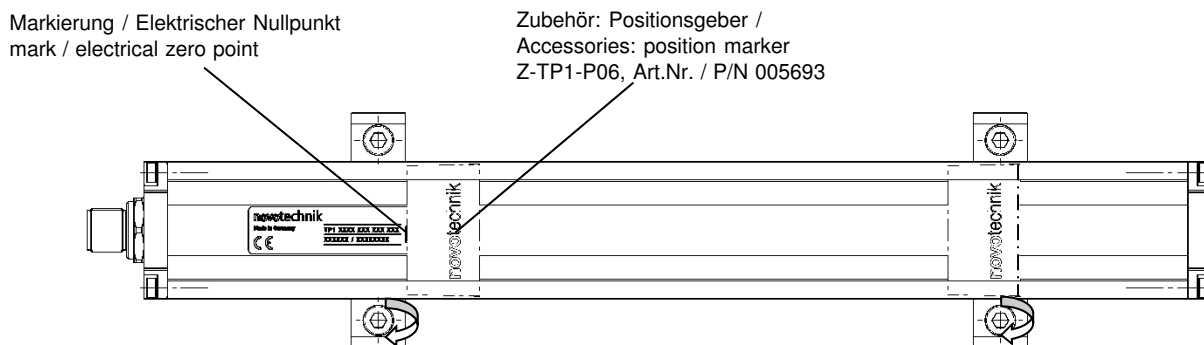 Markierung / Elektrischer Nullpunkt
mark / electrical zero point
Zubehör: Positionsgeber /
Accessories: position marker
Z-TP1-P06, Art.Nr. / P/N 005693
novotechnik
Made in Germany
CE
TP1 XXXX XXX XXX XXX
XXXXXX / XXXXXXXX
novotechnik
novotechnik